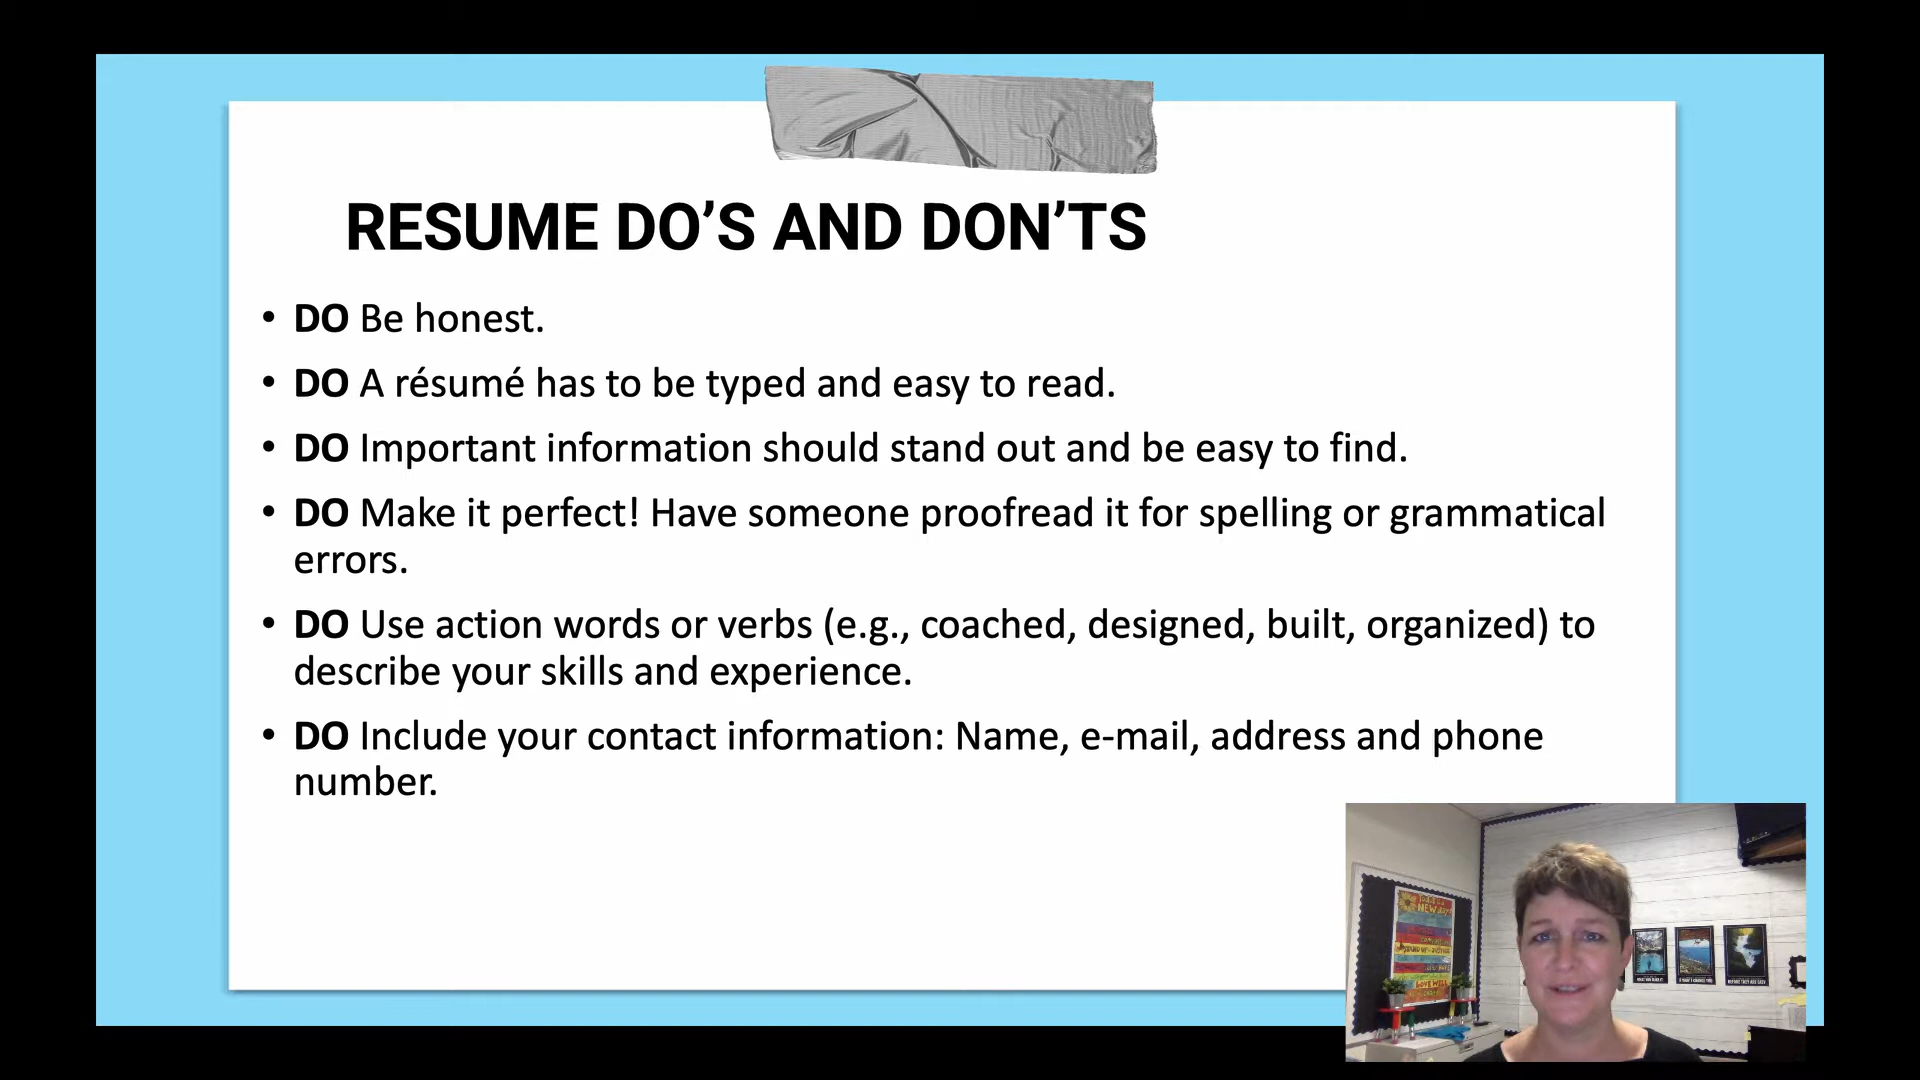 RESUME DO’S AND DON’TS
• DO Be honest.
• DO A résumé has to be typed and easy to read.
• DO Important information should stand out and be easy to find.
• DO Make it perfect! Have someone proofread it for spelling or grammatical
errors.
• DO Use action words or verbs (e.g., coached, designed, built, organized) to
describe your skills and experience.
• DO Include your contact information: Name, e-mail, address and phone
number.
NEW
LOVE WELL